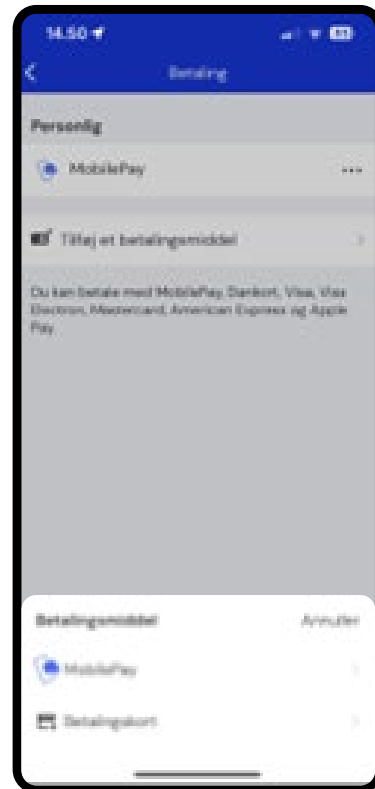 14.50
Betaling
Personlig
MobilePay
Tilføj et betalingsmiddel
Du kan betale med MobilePay, Dankort, Visa, Visa
Electron, Mastercard, American Express og Apple
Pay
Betalingsmiddel Annuller
MobilePay
Betalingskort